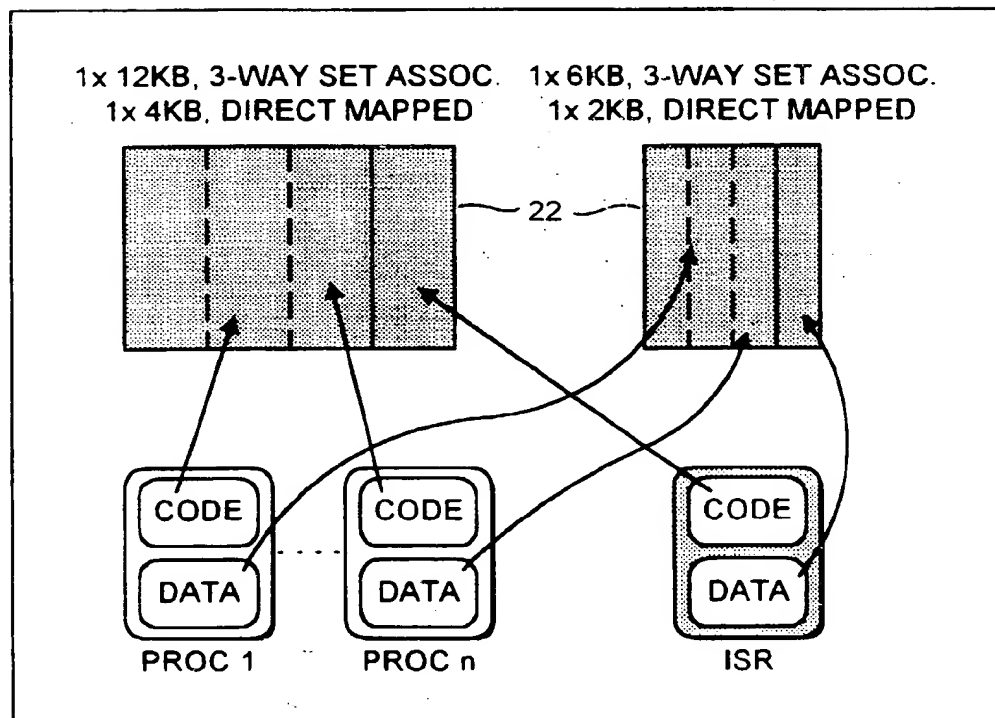 1x 12KB, 3-WAY SET ASSOC.
1x 4KB, DIRECT MAPPED
1x 6KB, 3-WAY SET ASSOC.
1x 2KB, DIRECT MAPPED
22
CODE
DATA
PROC 1
CODE
DATA
PROC n
CODE
DATA
ISR